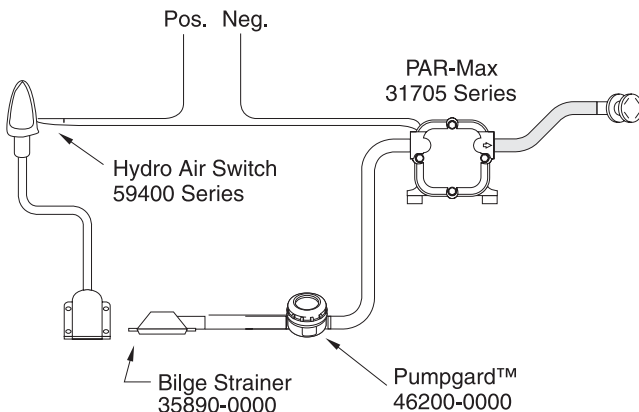 Pos. Neg.
PAR-Max
31705 Series
Hydro Air Switch
59400 Series
Bilge Strainer
35890-0000
Pumpgard™
46200-0000